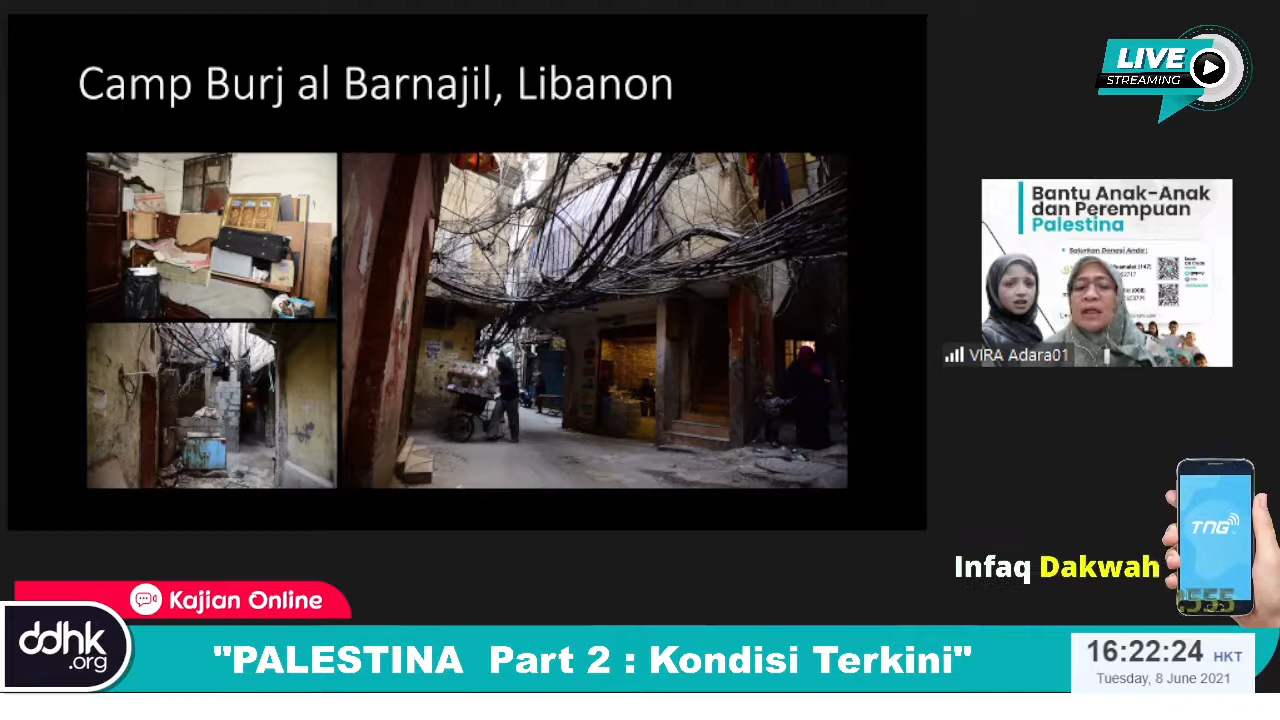 Camp Burj al Barnajil, Libanon
LIVE
STREAMING
Bantu Anak-Anak
dan Perempuan
Palestina
VIRA Adara01
TNG
Infaq Dakwah
Kajian Online
ddhk
.org
"PALESTINA Part 2 : Kondisi Terkini"
16:22:24 HKT
Tuesday, 8 June 2021